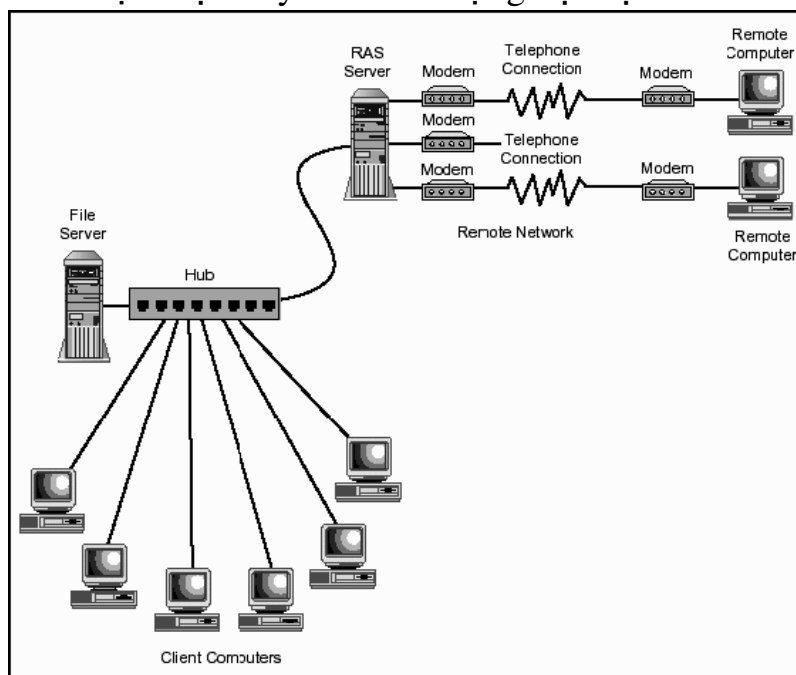 RAS
Server
Modem
Telephone
Connection
Modem
Remote
Computer
Modem
Telephone
Connection
Modem
Modem
Remote Network
Remote
Computer
File
Server
Hub
Client Computers